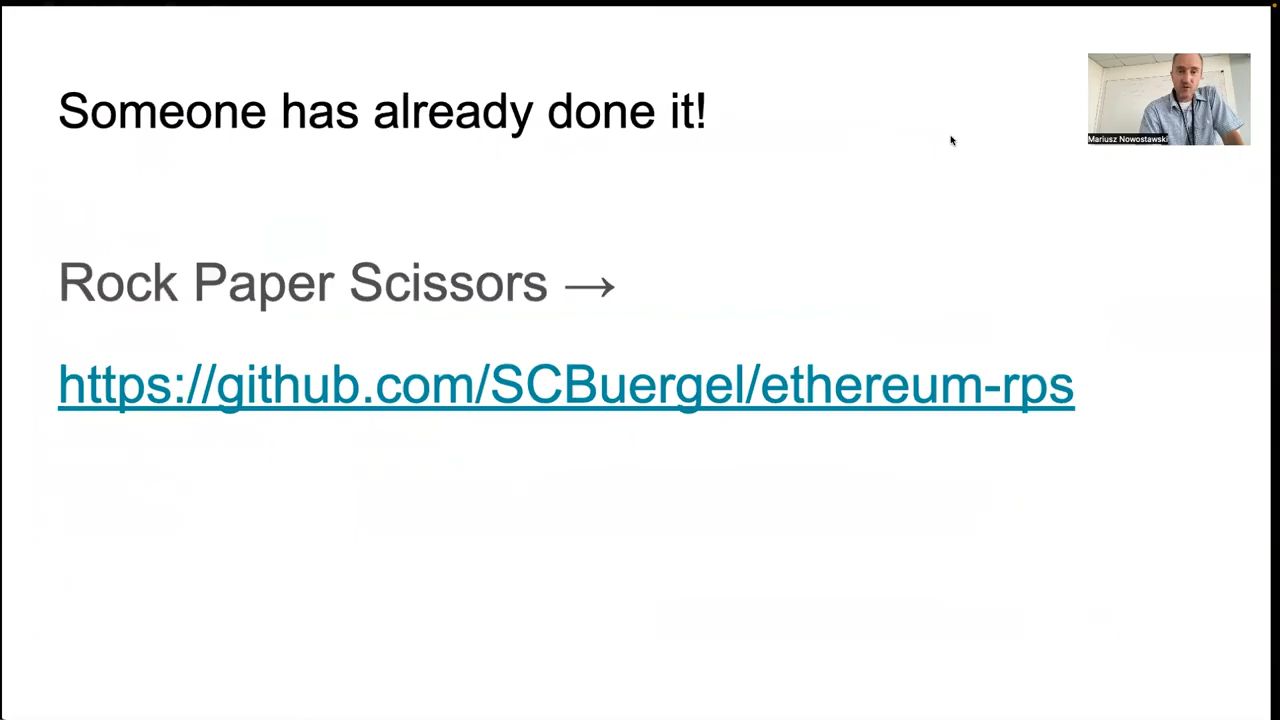 Someone has already done it!
Mariusz Nowostawski
Rock Paper Scissors →
https://github.com/SCBuergel/ethereum-rps